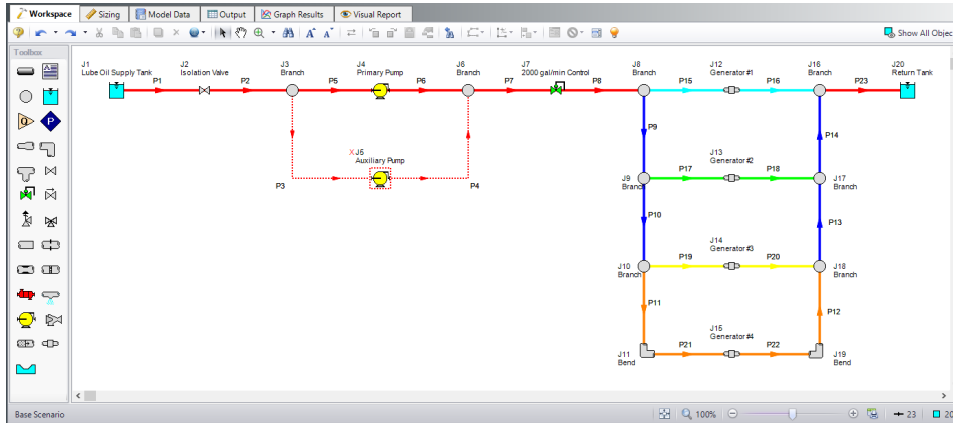 Workspace
Sizing
Model Data
Output
Graph Results
Visual Report
Show All Objec
Toolbox
J1
Lube Oil Supply Tank
P1
J2
Isolation Valve
P2
J3
Branch
P5
J4
Primary Pump
P6
J6
Branch
P7
J7
2000 gal/min Control
P8
J8
Branch
P15
J12
Generator #1
P16
J16
Branch
P23
J20
Return Tank
P9
P14
X J5
Auxiliary Pump
P3
P4
J13
Generator #2
P17
P18
J9
Branch
J17
Branch
P10
P13
J14
Generator #3
P19
P20
J10
Branch
J18
Branch
P11
P12
J15
Generator #4
P21
P22
J11
Bend
J19
Bend
Base Scenario
100%
23
20